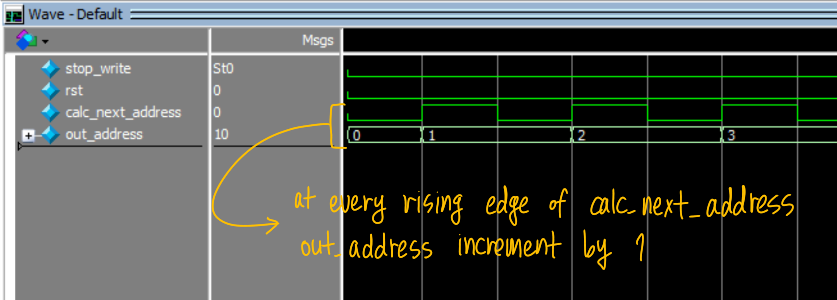 Wave - Default
Msgs
stop_write St0
rst 0
calc_next_address 0
out_address 10 0 1 2 3
at every rising edge of calc_next_address
out_address increment by 1